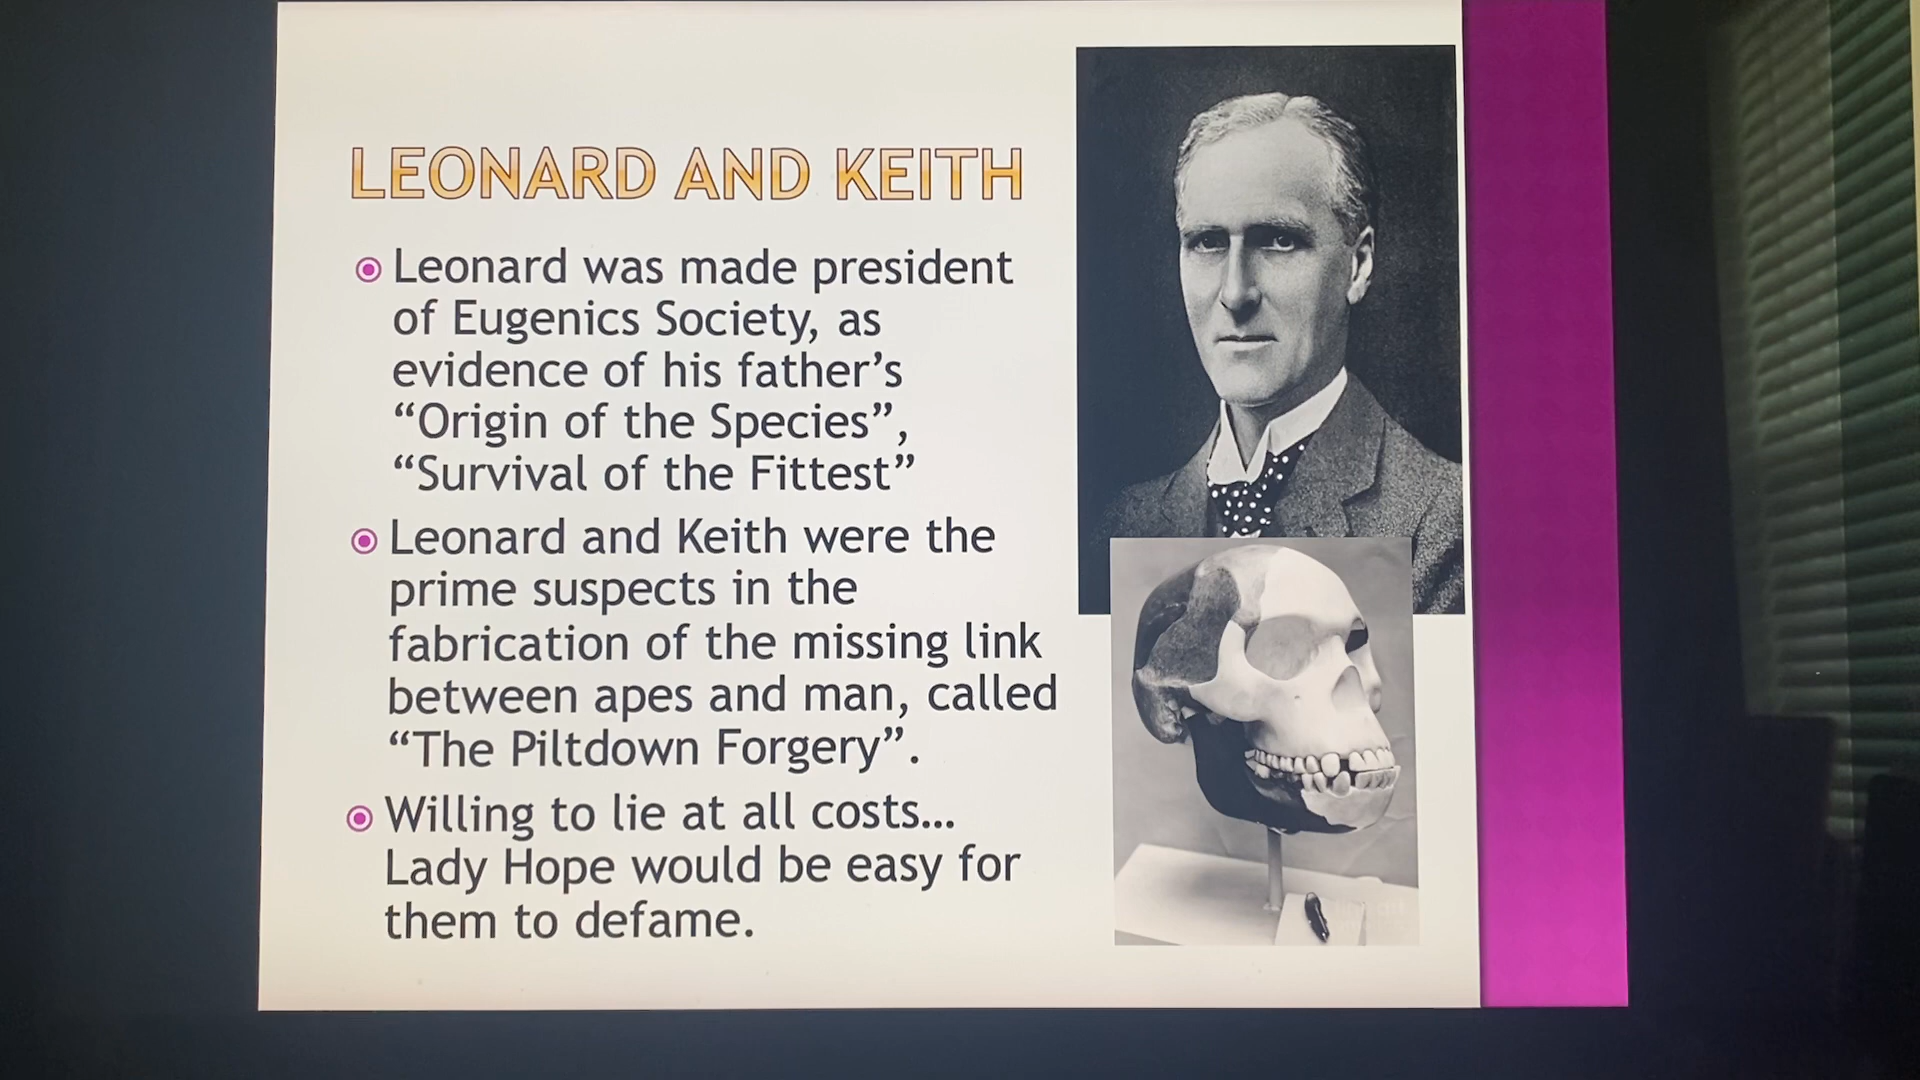 LEONARD AND KEITH
Leonard was made president
of Eugenics Society, as
evidence of his father's
“Origin of the Species”,
“Survival of the Fittest”
Leonard and Keith were the
prime suspects in the
fabrication of the missing link
between apes and man, called
“The Piltdown Forgery”.
Willing to lie at all costs...
Lady Hope would be easy for
them to defame.